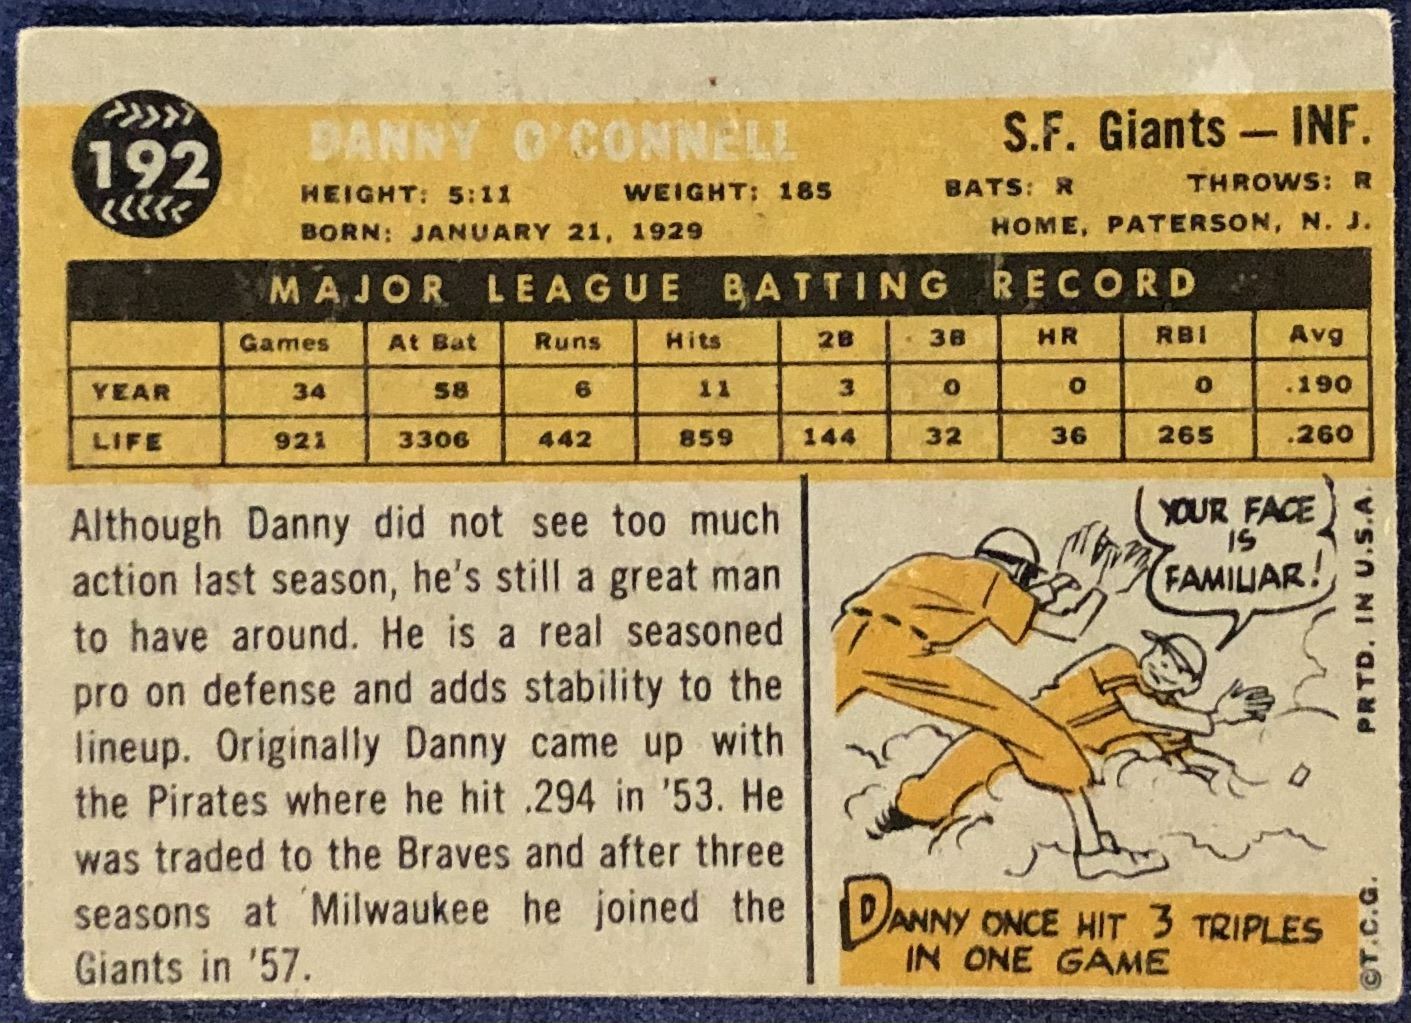 192
DANNY O'CONNELL
S.F. Giants — INF.
HEIGHT: 5:11 WEIGHT: 185 BATS: R THROWS: R
BORN: JANUARY 21, 1929 HOME, PATERSON, N. J.
MAJOR LEAGUE BATTING RECORD
Games At Bat Runs Hits 2B 3B HR RBI Avg
YEAR 34 58 6 11 3 0 0 0 .190
LIFE 921 3306 442 859 144 32 36 265 .260
Although Danny did not see too much
action last season, he's still a great man
to have around. He is a real seasoned
pro on defense and adds stability to the
lineup. Originally Danny came up with
the Pirates where he hit .294 in '53. He
was traded to the Braves and after three
seasons at Milwaukee he joined the
Giants in '57.
YOUR FACE
IS
FAMILIAR!
DANNY ONCE HIT 3 TRIPLES
IN ONE GAME
©T.C.G. PRTD. IN U.S.A.